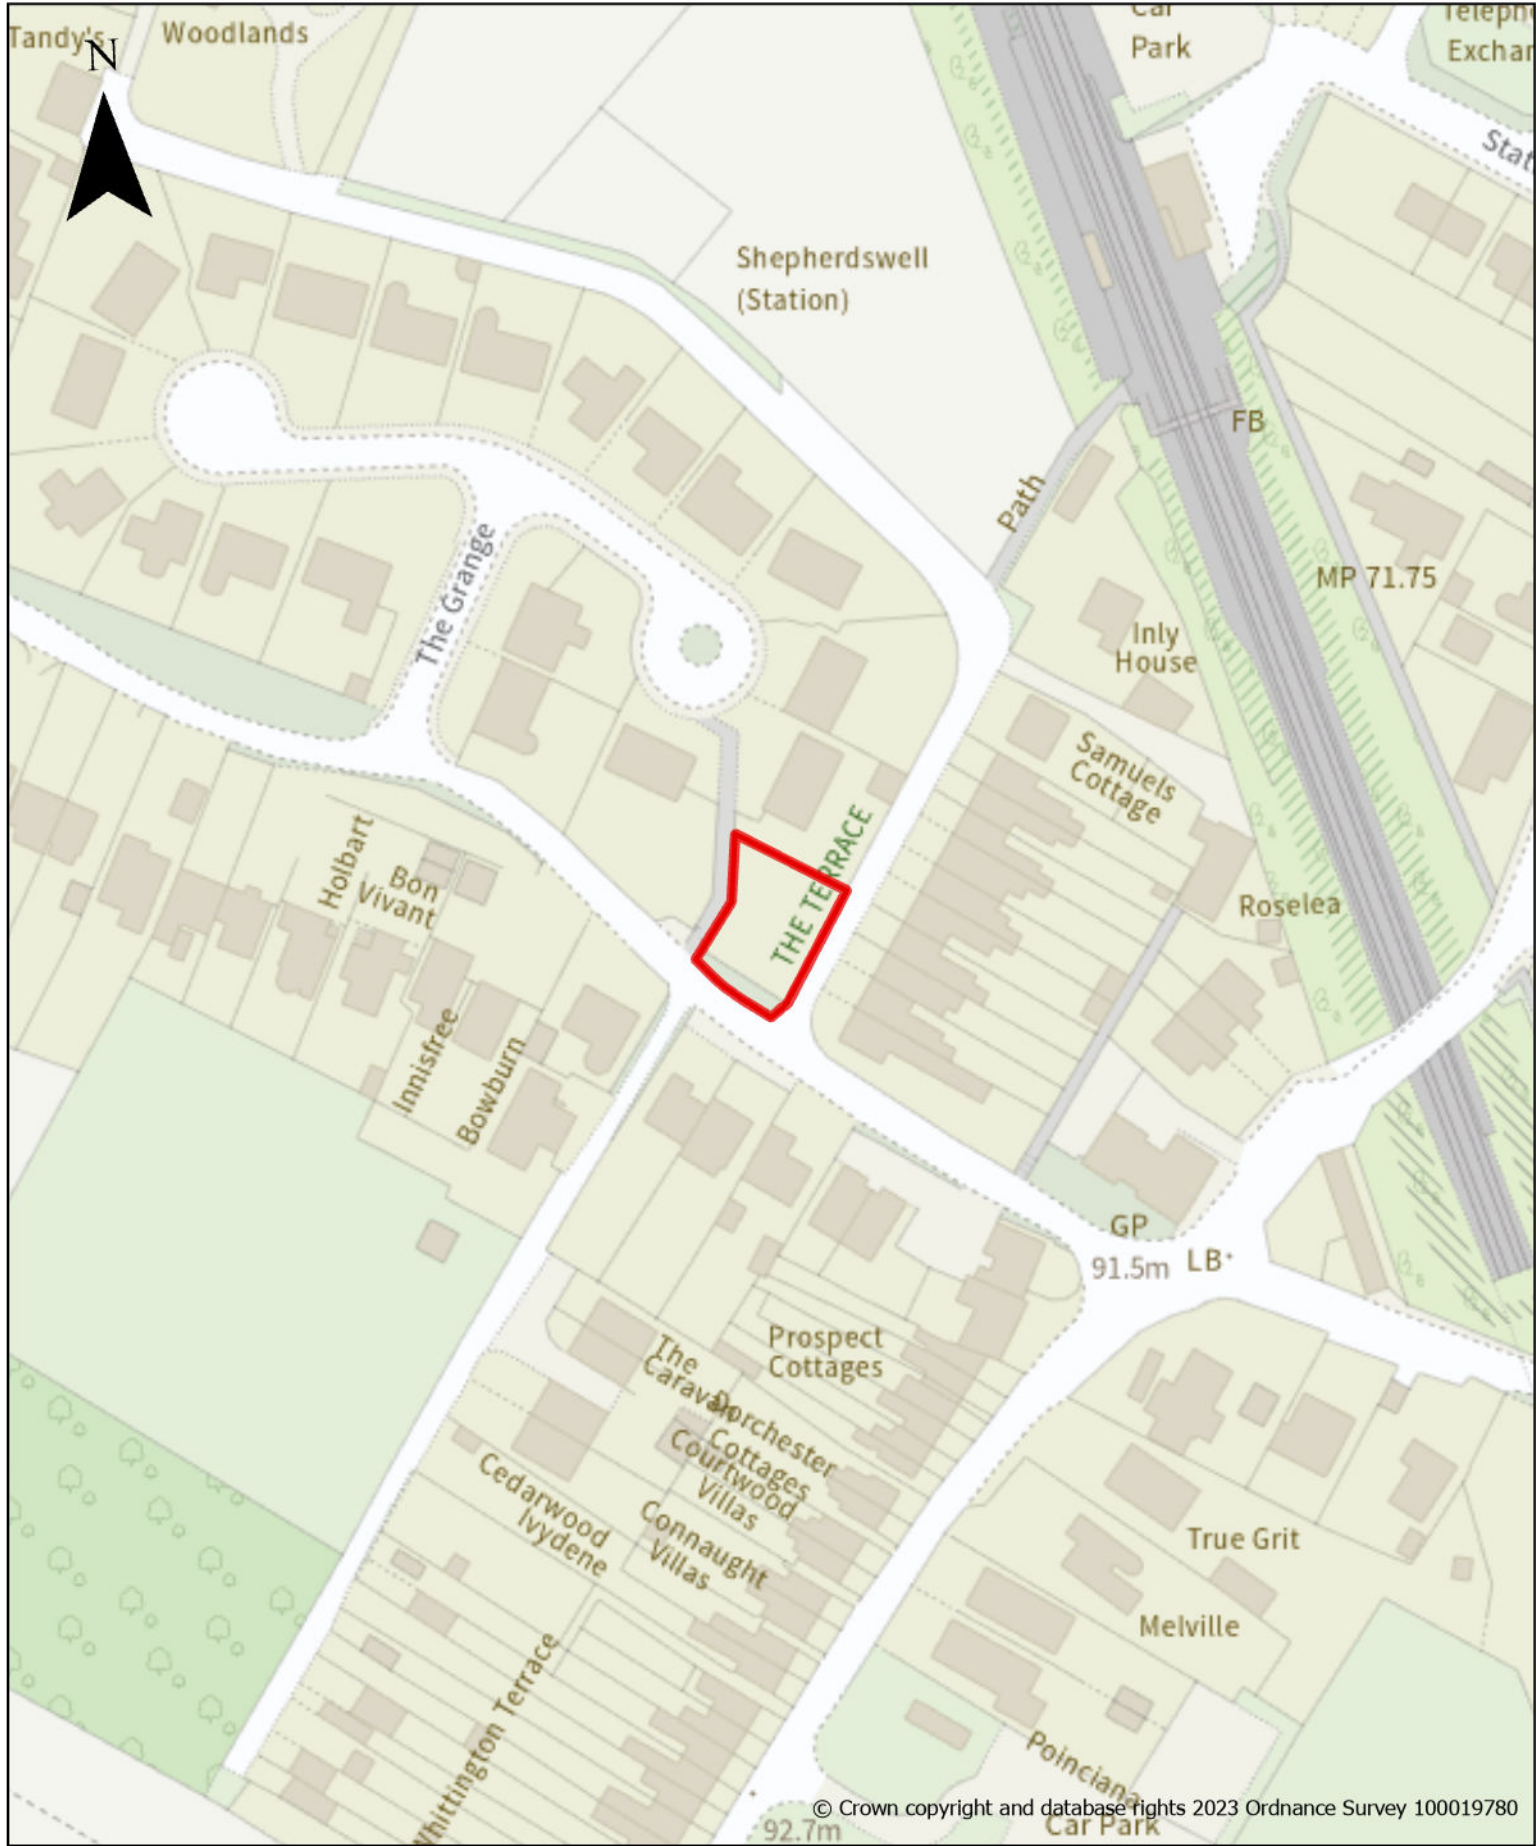 Tandy's
Woodlands
N
Car
Park
Exchan
Shepherdswell
(Station)
FB
Path
MP 71.75
The Grange
Inly
House
Samuels
Cottage
THE TERRACE
Holbart
Bon
Vivant
Roselea
Innisfree
Bowburn
GP
91.5m
LB
Prospect
Cottages
The
Caravan
Dorchester
Cottages
Courtwood
Villas
Cedarwood
Ivydene
Connaught
Villas
True Grit
Melville
Whittington Terrace
Poinciana
Car Park
92.7m
© Crown copyright and database rights 2023 Ordnance Survey 100019780